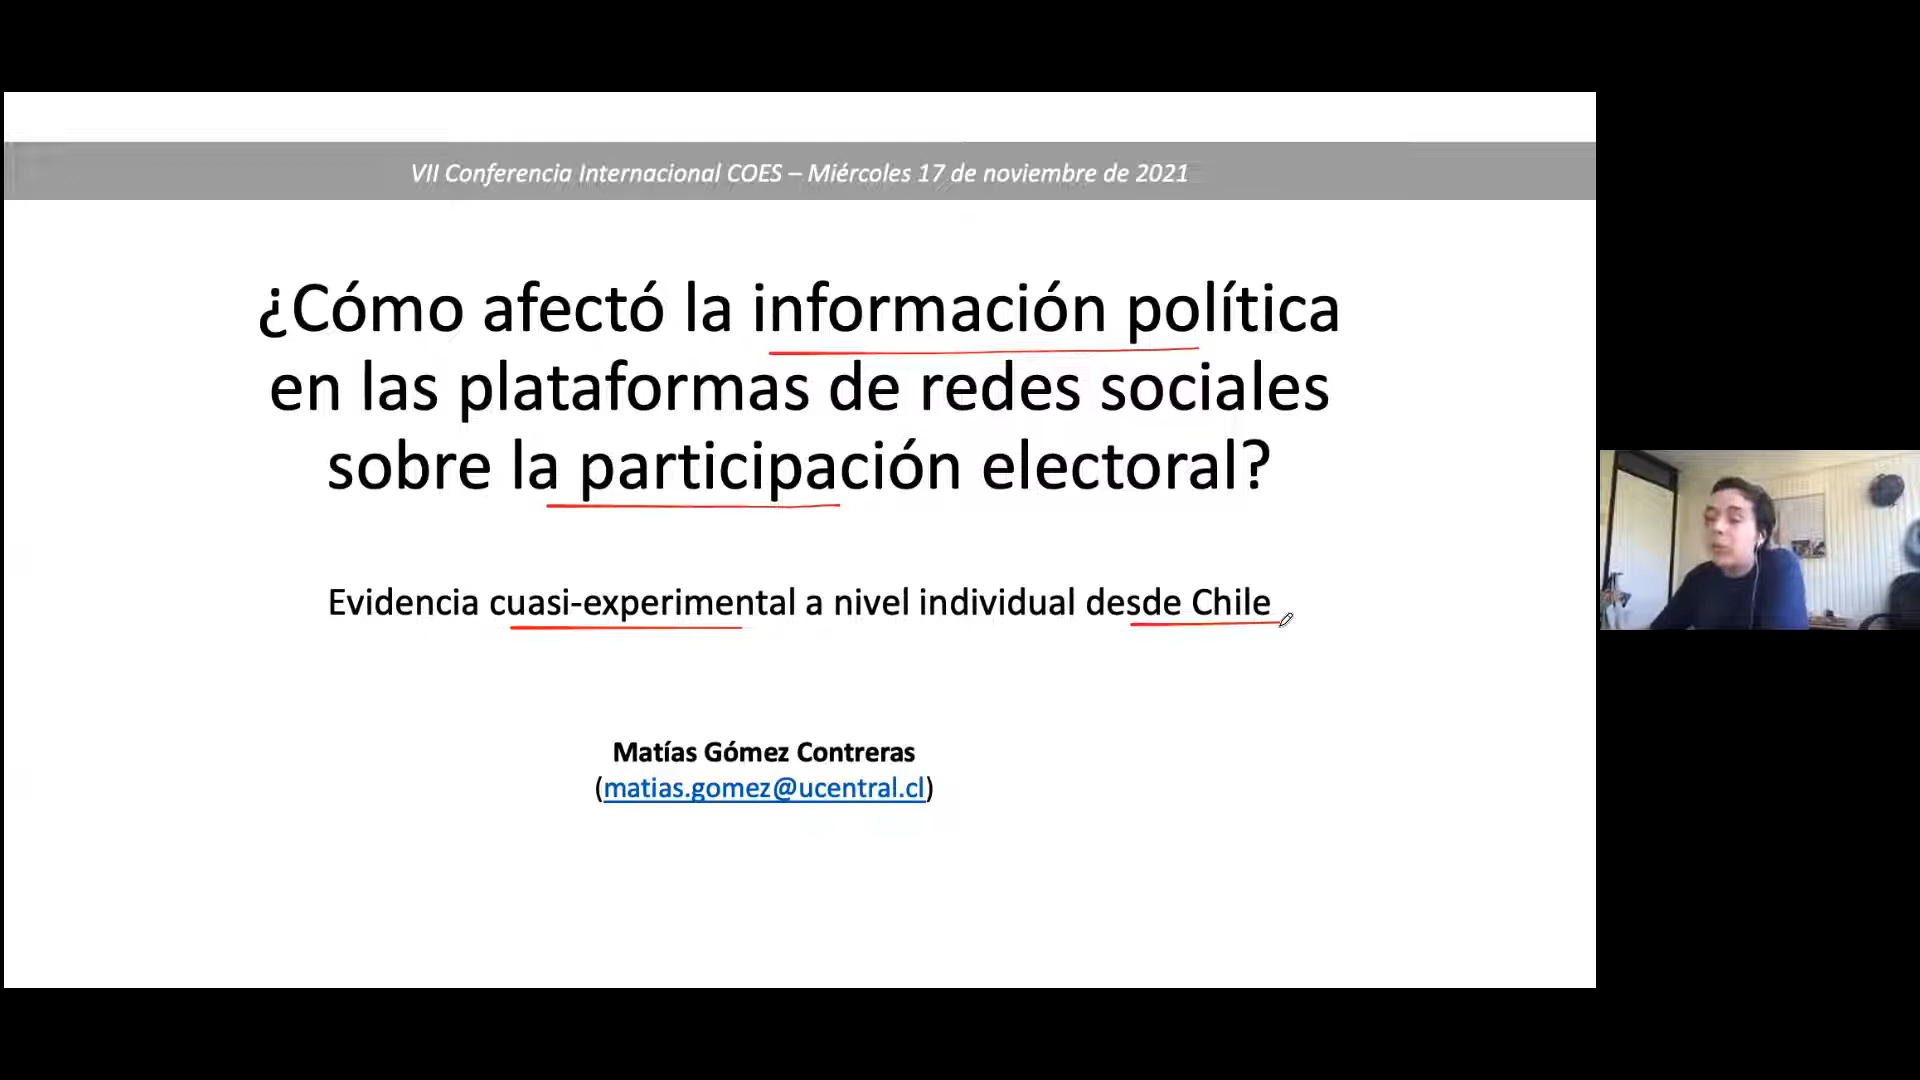 VII Conferencia Internacional COES – Miércoles 17 de noviembre de 2021
¿Cómo afectó la información política
en las plataformas de redes sociales
sobre la participación electoral?
Evidencia cuasi-experimental a nivel individual desde Chile
Matías Gómez Contreras
(matias.gomez@ucentral.cl)